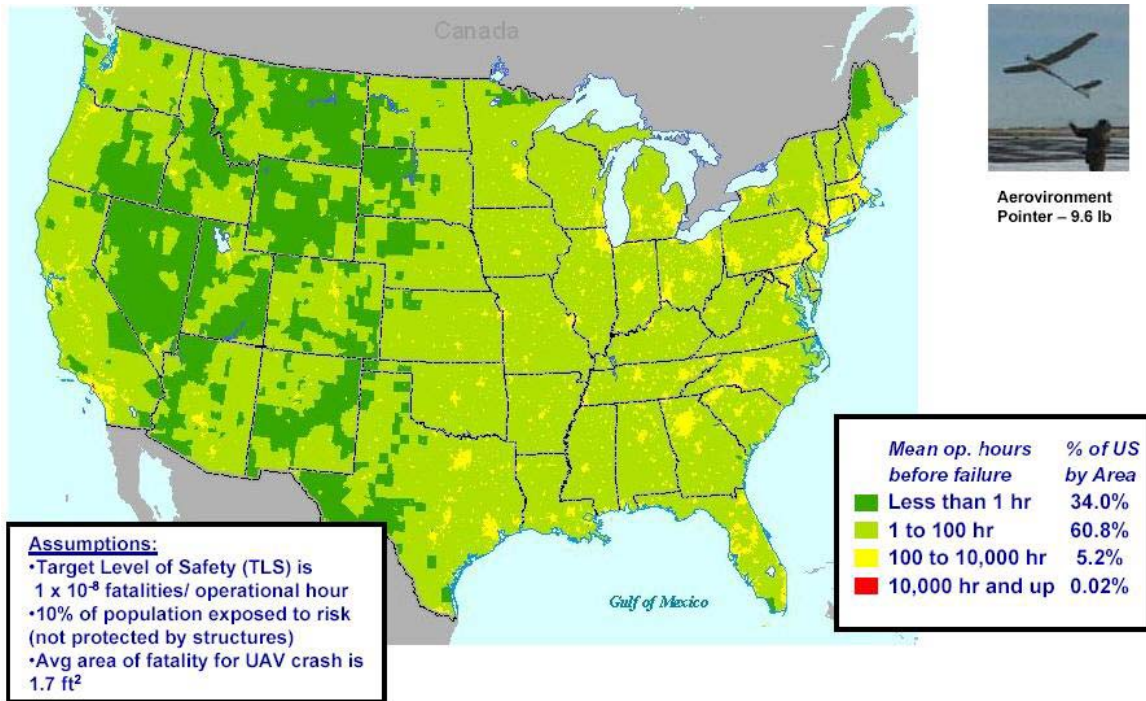 Canada
Aerovironment
Pointer – 9.6 lb
Mean op. hours % of US
before failure by Area
Less than 1 hr 34.0%
1 to 100 hr 60.8%
100 to 10,000 hr 5.2%
10,000 hr and up 0.02%
Assumptions:
•Target Level of Safety (TLS) is
1 x 10⁻⁸ fatalities/ operational hour
•10% of population exposed to risk
(not protected by structures)
•Avg area of fatality for UAV crash is
1.7 ft²
Gulf of Mexico